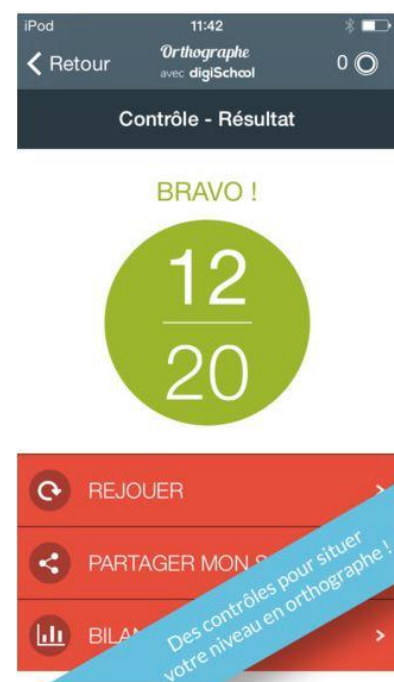 iPod 11:42
Retour Orthographe 0
avec digiSchool
Contrôle - Résultat
BRAVO !
12
20
REJOUER
PARTAGER MON S
BILAN
Des contrôles pour situer
votre niveau en orthographe !